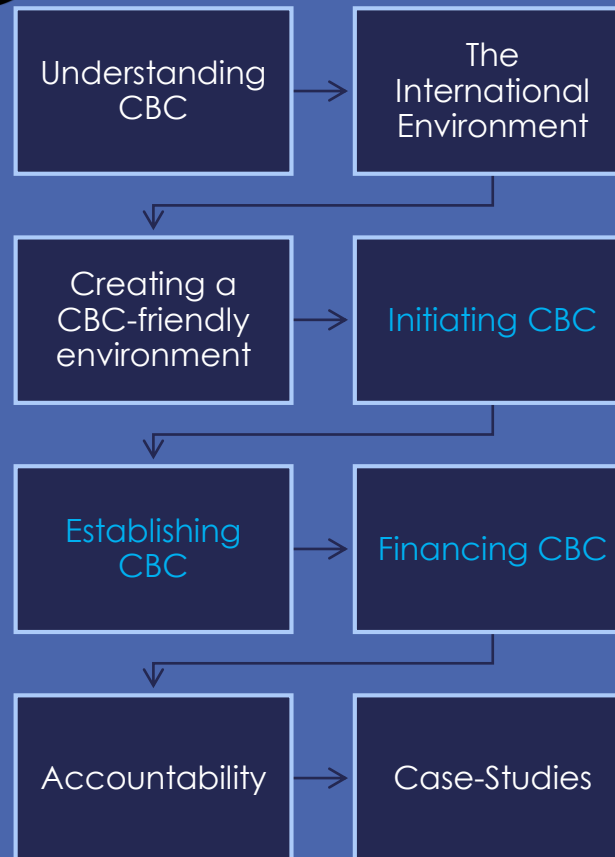 Understanding
CBC
The
International
Environment
Creating a
CBC-friendly
environment
Initiating CBC
Establishing
CBC
Financing CBC
Accountability
Case-Studies